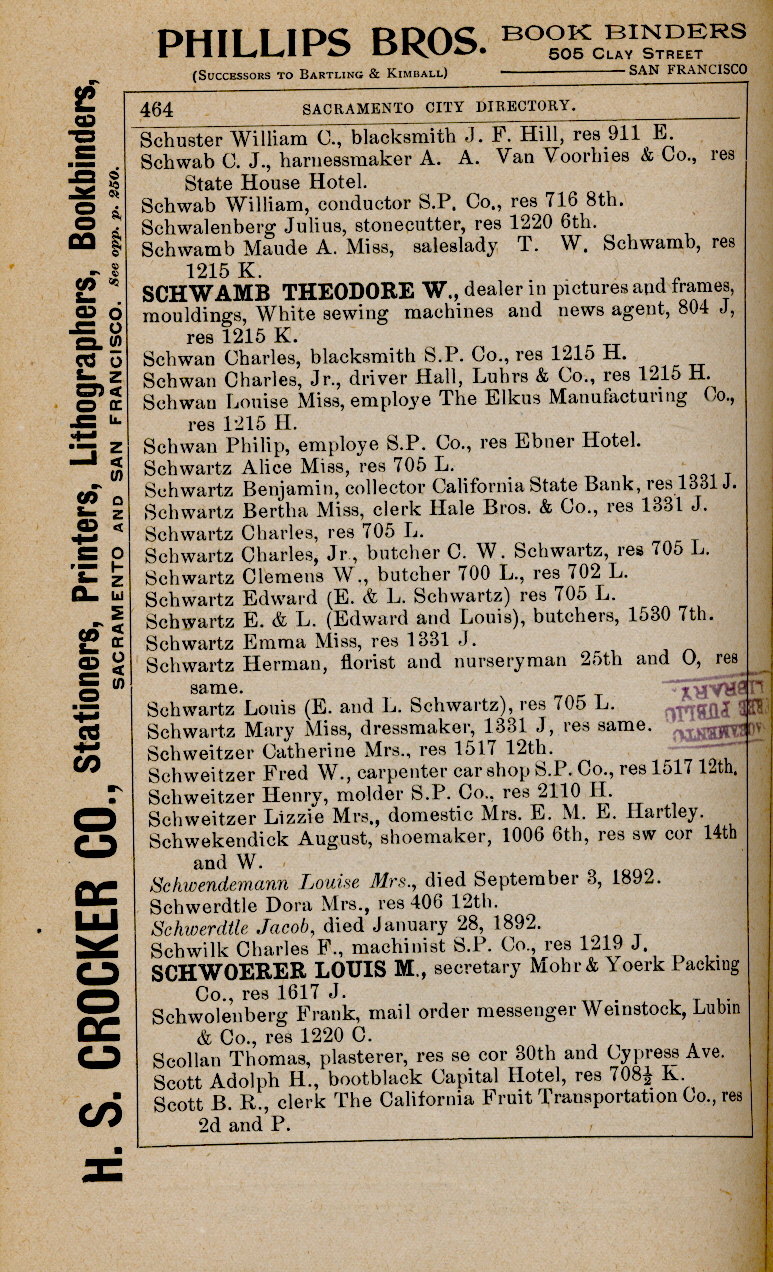 PHILLIPS BROS. BOOK BINDERS
505 CLAY STREET
(SUCCESSORS TO BARTLING & KIMBALL) SAN FRANCISCO
H. S. CROCKER CO., Stationers, Printers, Lithographers, Bookbinders,
SACRAMENTO AND SAN FRANCISCO. See opp. p. 250.
464 SACRAMENTO CITY DIRECTORY.
Schuster William C., blacksmith J. F. Hill, res 911 E.
Schwab C. J., harnessmaker A. A. Van Voorhies & Co., res
State House Hotel.
Schwab William, conductor S.P. Co., res 716 8th.
Schwalenberg Julius, stonecutter, res 1220 6th.
Schwamb Maude A. Miss, saleslady T. W. Schwamb, res
1215 K.
SCHWAMB THEODORE W., dealer in pictures and frames,
mouldings, White sewing machines and news agent, 804 J,
res 1215 K.
Schwan Charles, blacksmith S.P. Co., res 1215 H.
Schwan Charles, Jr., driver Hall, Luhrs & Co., res 1215 H.
Schwan Louise Miss, employe The Elkus Manufacturing Co.,
res 1215 H.
Schwan Philip, employe S.P. Co., res Ebner Hotel.
Schwartz Alice Miss, res 705 L.
Schwartz Benjamin, collector California State Bank, res 1331 J.
Schwartz Bertha Miss, clerk Hale Bros. & Co., res 1331 J.
Schwartz Charles, res 705 L.
Schwartz Charles, Jr., butcher C. W. Schwartz, res 705 L.
Schwartz Clemens W., butcher 700 L., res 702 L.
Schwartz Edward (E. & L. Schwartz) res 705 L.
Schwartz E. & L. (Edward and Louis), butchers, 1530 7th.
Schwartz Emma Miss, res 1331 J.
Schwartz Herman, florist and nurseryman 25th and O, res
same.
Schwartz Louis (E. and L. Schwartz), res 705 L.
Schwartz Mary Miss, dressmaker, 1331 J, res same.
Schweitzer Catherine Mrs., res 1517 12th.
Schweitzer Fred W., carpenter car shop S.P. Co., res 1517 12th.
Schweitzer Henry, molder S.P. Co., res 2110 H.
Schweitzer Lizzie Mrs., domestic Mrs. E. M. E. Hartley.
Schwekendick August, shoemaker, 1006 6th, res sw cor 14th
and W.
Schwendemann Louise Mrs., died September 3, 1892.
Schwerdtle Dora Mrs., res 406 12th.
Schwerdtle Jacob, died January 28, 1892.
Schwilk Charles F., machinist S.P. Co., res 1219 J.
SCHWOERER LOUIS M., secretary Mohr & Yoerk Packing
Co., res 1617 J.
Schwolenberg Frank, mail order messenger Weinstock, Lubin
& Co., res 1220 C.
Scollan Thomas, plasterer, res se cor 30th and Cypress Ave.
Scott Adolph H., bootblack Capital Hotel, res 708½ K.
Scott B. R., clerk The California Fruit Transportation Co., res
2d and P.
LIBRARY
PUBLIC